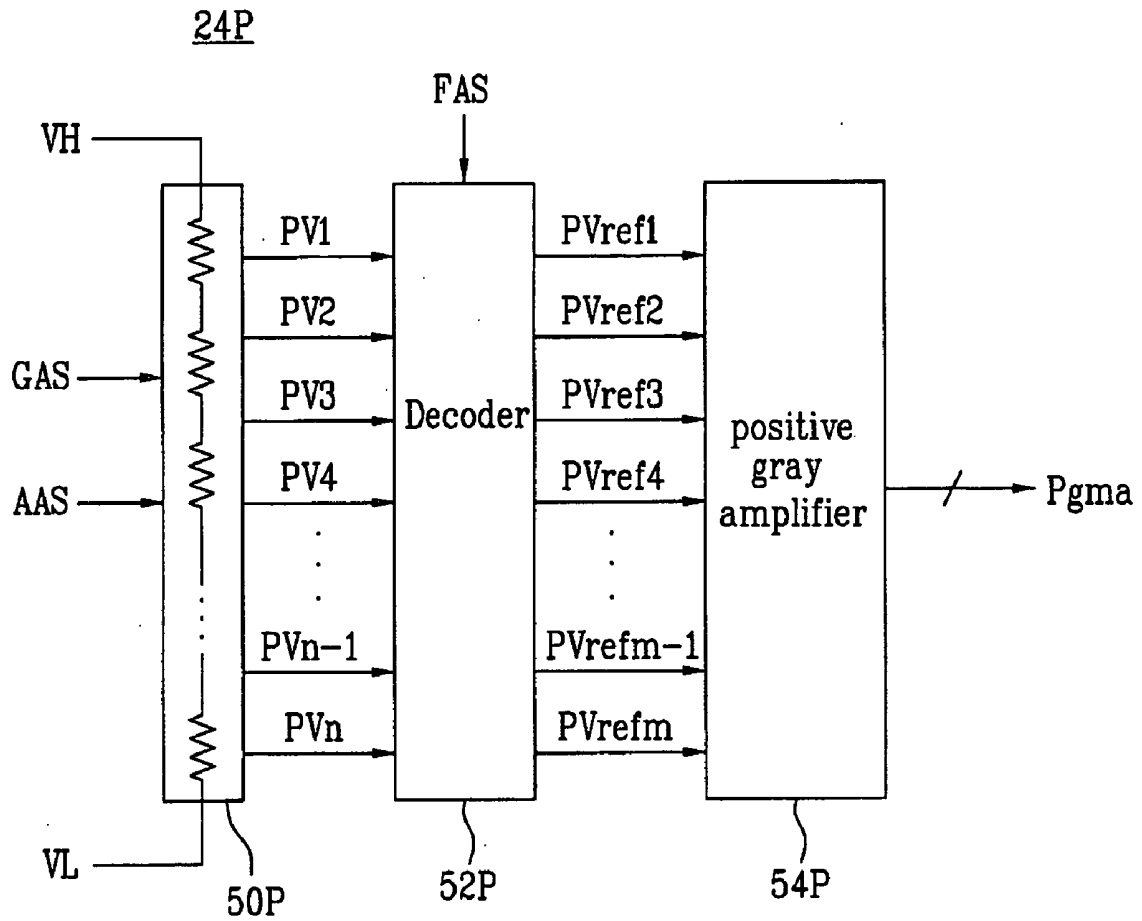 24P
FAS
VH
PV1
PVref1
PV2
PVref2
GAS
PV3
PVref3
Decoder
positive
gray
amplifier
AAS
PV4
PVref4
Pgma
PVn-1
PVrefm-1
PVn
PVrefm
VL
50P
52P
54P